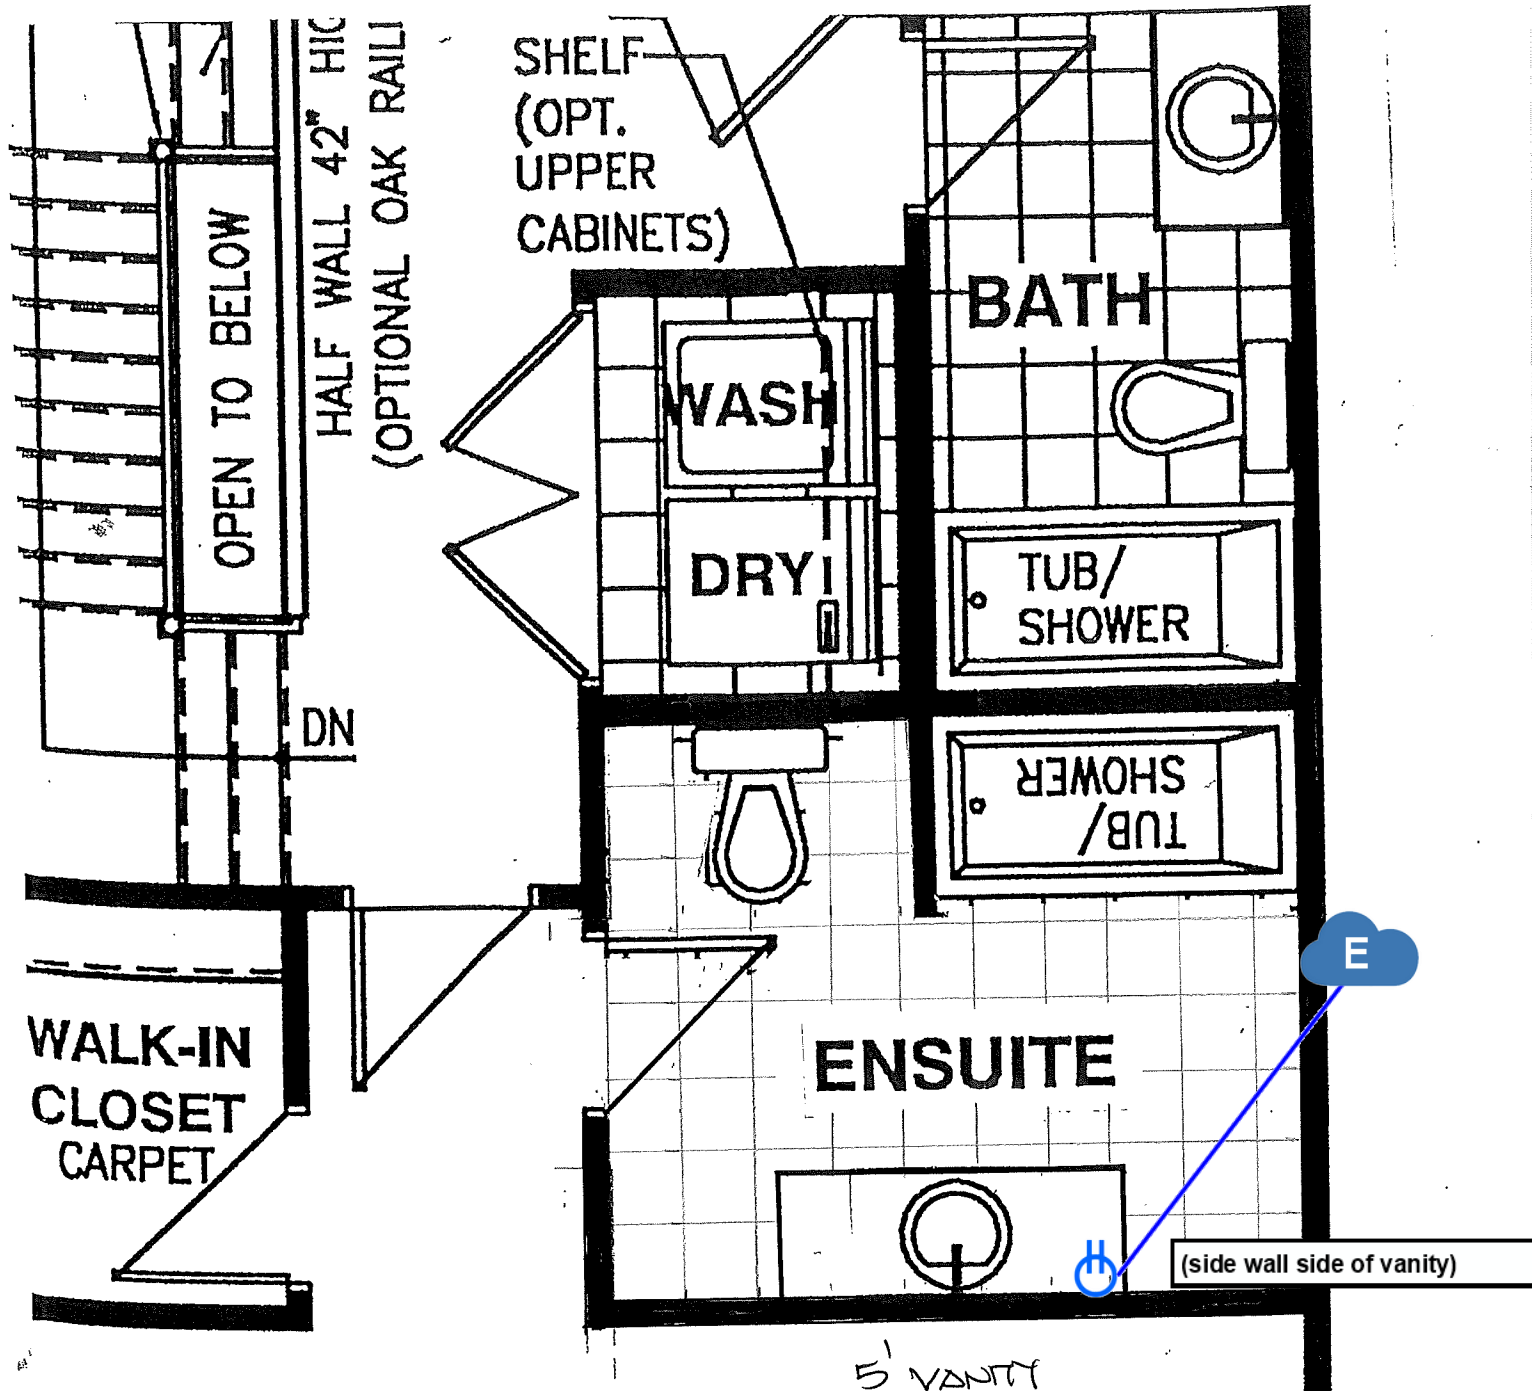 HALF WALL 42" HIG
(OPTIONAL OAK RAILI
SHELF
(OPT.
UPPER
CABINETS)
OPEN TO BELOW
BATH
WASH
DRY
TUB/
SHOWER
DN
TUB/
SHOWER
E
WALK-IN
CLOSET
CARPET
ENSUITE
(side wall side of vanity)
5' VANITY